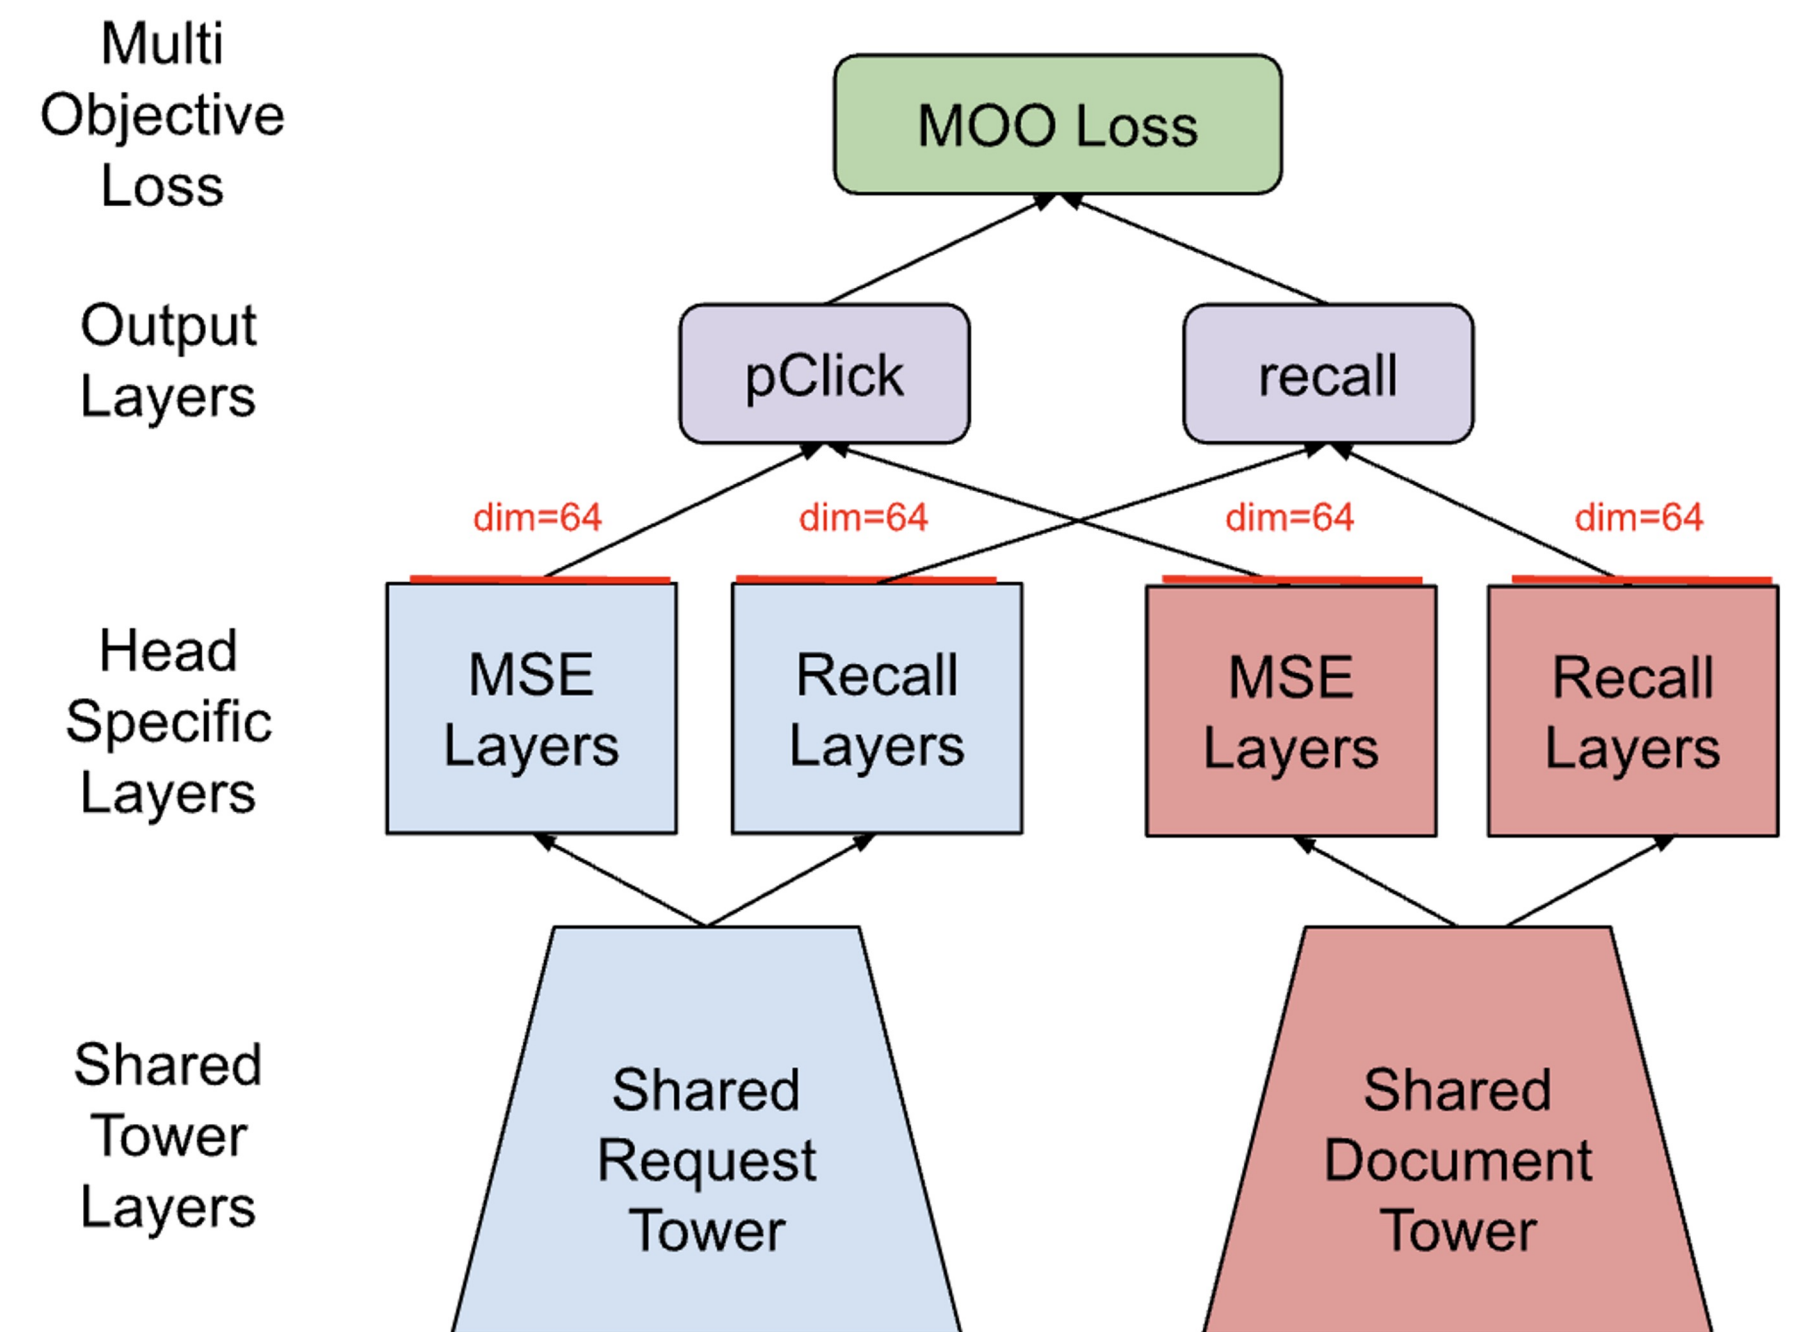 Multi
Objective
Loss
MOO Loss
Output
Layers
pClick
recall
dim=64
dim=64
dim=64
dim=64
Head
Specific
Layers
MSE
Layers
Recall
Layers
MSE
Layers
Recall
Layers
Shared
Tower
Layers
Shared
Request
Tower
Shared
Document
Tower